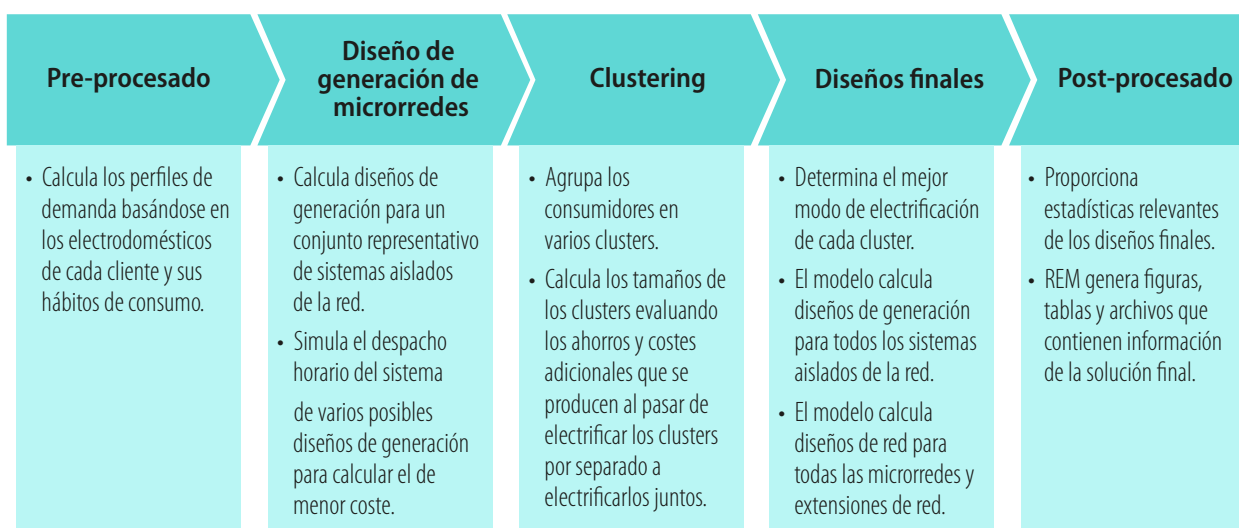 Pre-procesado
• Calcula los perfiles de
demanda basándose en
los electrodomésticos
de cada cliente y sus
hábitos de consumo.
Diseño de
generación de
microrredes
• Calcula diseños de
generación para un
conjunto representativo
de sistemas aislados
de la red.
• Simula el despacho
horario del sistema
de varios posibles
diseños de generación
para calcular el de
menor coste.
Clustering
• Agrupa los
consumidores en
varios clusters.
• Calcula los tamaños de
los clusters evaluando
los ahorros y costes
adicionales que se
producen al pasar de
electrificar los clusters
por separado a
electrificarlos juntos.
Diseños finales
• Determina el mejor
modo de electrificación
de cada cluster.
• El modelo calcula
diseños de generación
para todos los sistemas
aislados de la red.
• El modelo calcula
diseños de red para
todas las microrredes y
extensiones de red.
Post-procesado
• Proporciona
estadísticas relevantes
de los diseños finales.
• REM genera figuras,
tablas y archivos que
contienen información
de la solución final.